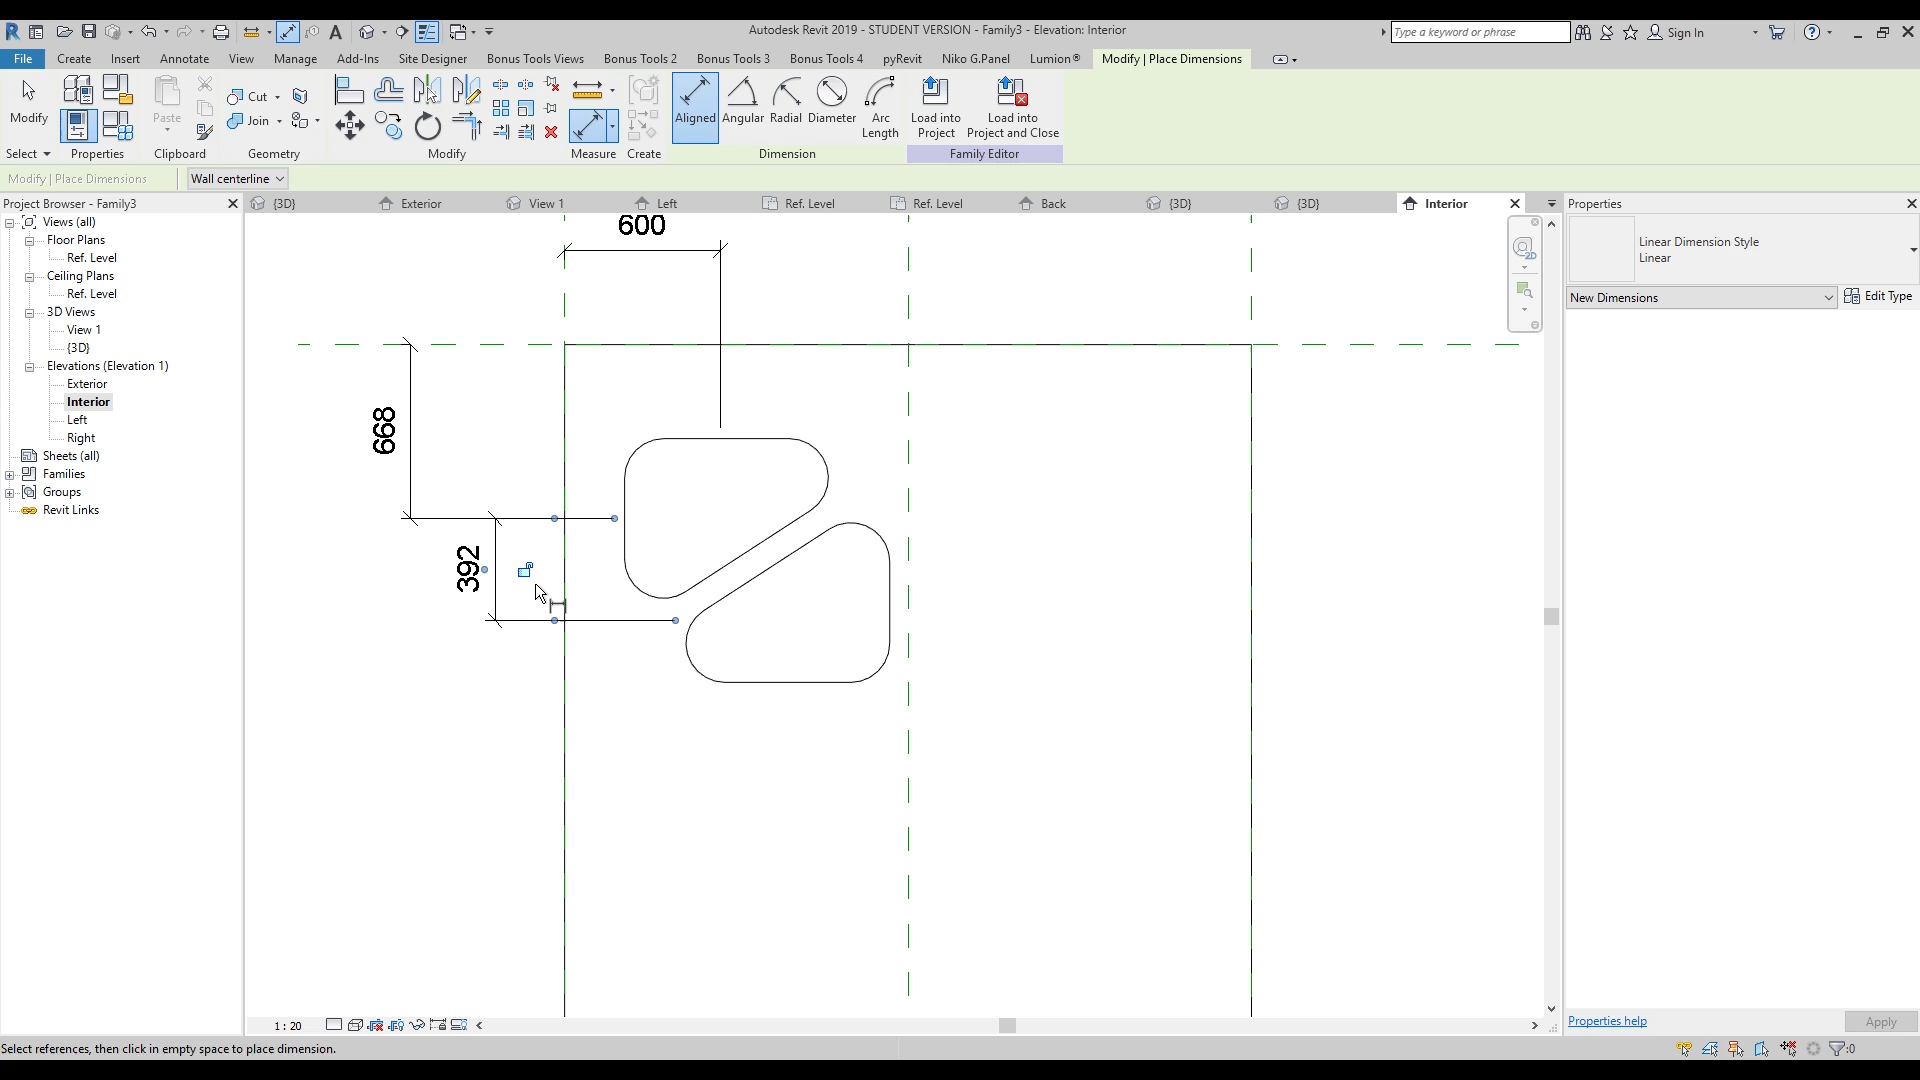 Autodesk Revit 2019 - STUDENT VERSION - Family3 - Elevation: Interior
Type a keyword or phrase
Sign In
File Create Insert Annotate View Manage Add-Ins Site Designer Bonus Tools Views Bonus Tools 2 Bonus Tools 3 Bonus Tools 4 pyRevit Niko G.Panel Lumion® Modify | Place Dimensions
Modify
Paste
Cut
Join
Aligned Angular Radial Diameter Arc Length
Load into Project
Load into Project and Close
Select Properties Clipboard Geometry Modify Measure Create Dimension Family Editor
Modify | Place Dimensions Wall centerline
Project Browser - Family3
{3D} Exterior View 1 Left Ref. Level Ref. Level Back {3D} {3D} Interior
Properties
Views (all)
Floor Plans
Ref. Level
Ceiling Plans
Ref. Level
3D Views
View 1
{3D}
Elevations (Elevation 1)
Exterior
Interior
Left
Right
Sheets (all)
Families
Groups
Revit Links
600
668
392
2D
Linear Dimension Style
Linear
New Dimensions
Edit Type
1 : 20
Properties help
Apply
Select references, then click in empty space to place dimension.
:0